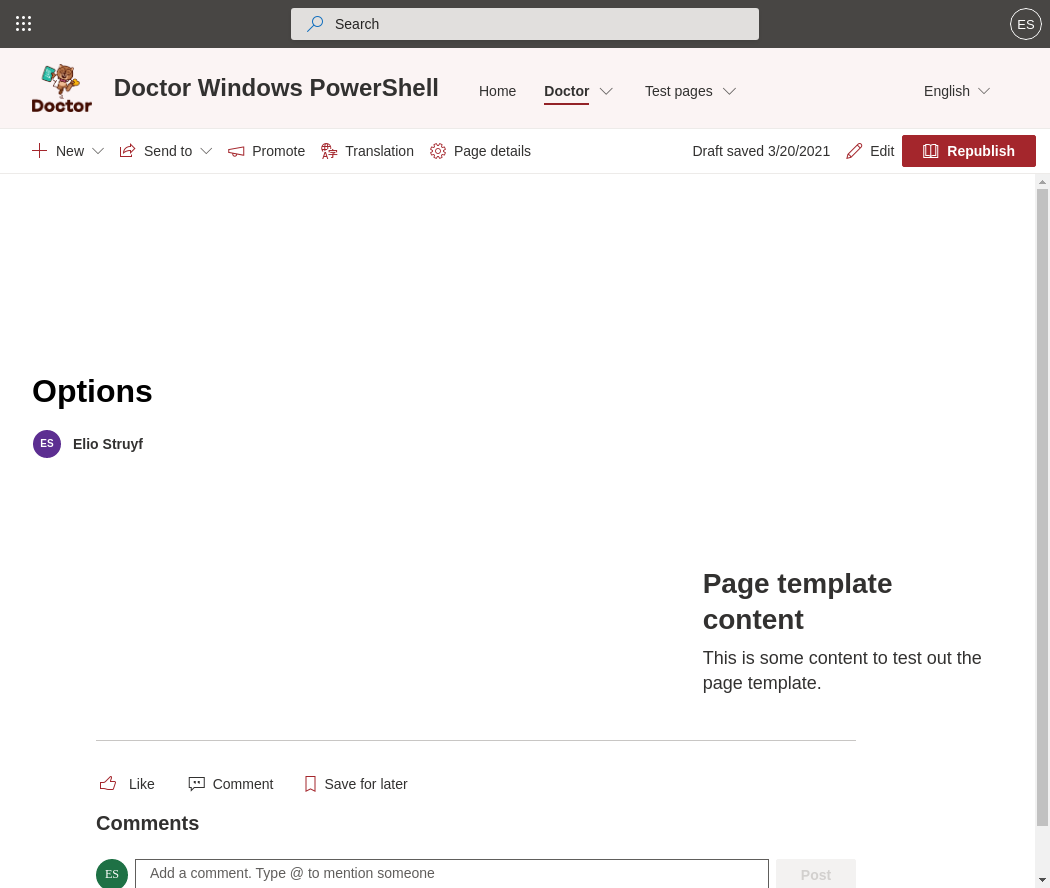 Search
ES
Doctor
Doctor Windows PowerShell
Home
Doctor
Test pages
English
New
Send to
Promote
Translation
Page details
Draft saved 3/20/2021
Edit
Republish
Options
ES
Elio Struyf
Page template
content
This is some content to test out the
page template.
Like
Comment
Save for later
Comments
ES
Add a comment. Type @ to mention someone
Post